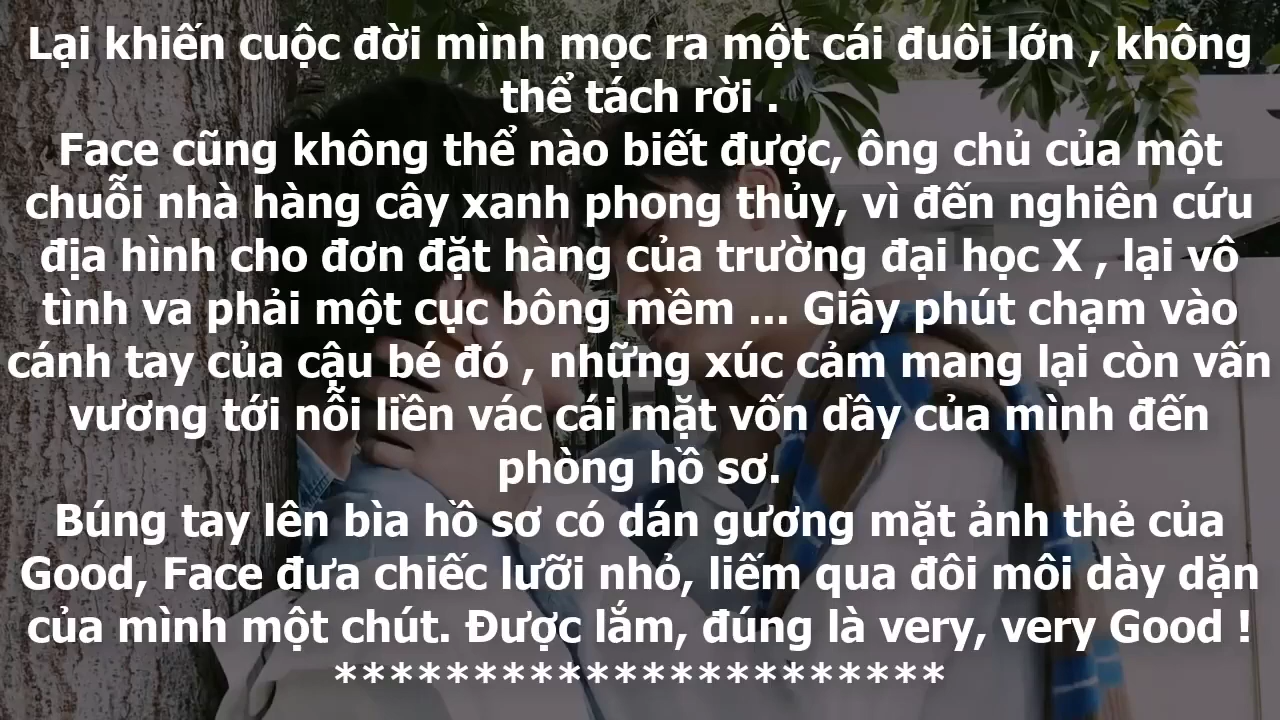 Lại khiến cuộc đời mình mọc ra một cái đuôi lớn , không
thể tách rời .
Face cũng không thể nào biết được, ông chủ của một
chuỗi nhà hàng cây xanh phong thủy, vì đến nghiên cứu
địa hình cho đơn đặt hàng của trường đại học X , lại vô
tình va phải một cục bông mềm ... Giây phút chạm vào
cánh tay của cậu bé đó , những xúc cảm mang lại còn vấn
vương tới nỗi liền vác cái mặt vốn dầy của mình đến
phòng hồ sơ.
Búng tay lên bìa hồ sơ có dán gương mặt ảnh thẻ của
Good, Face đưa chiếc lưỡi nhỏ, liếm qua đôi môi dày dặn
của mình một chút. Được lắm, đúng là very, very Good !
**********************